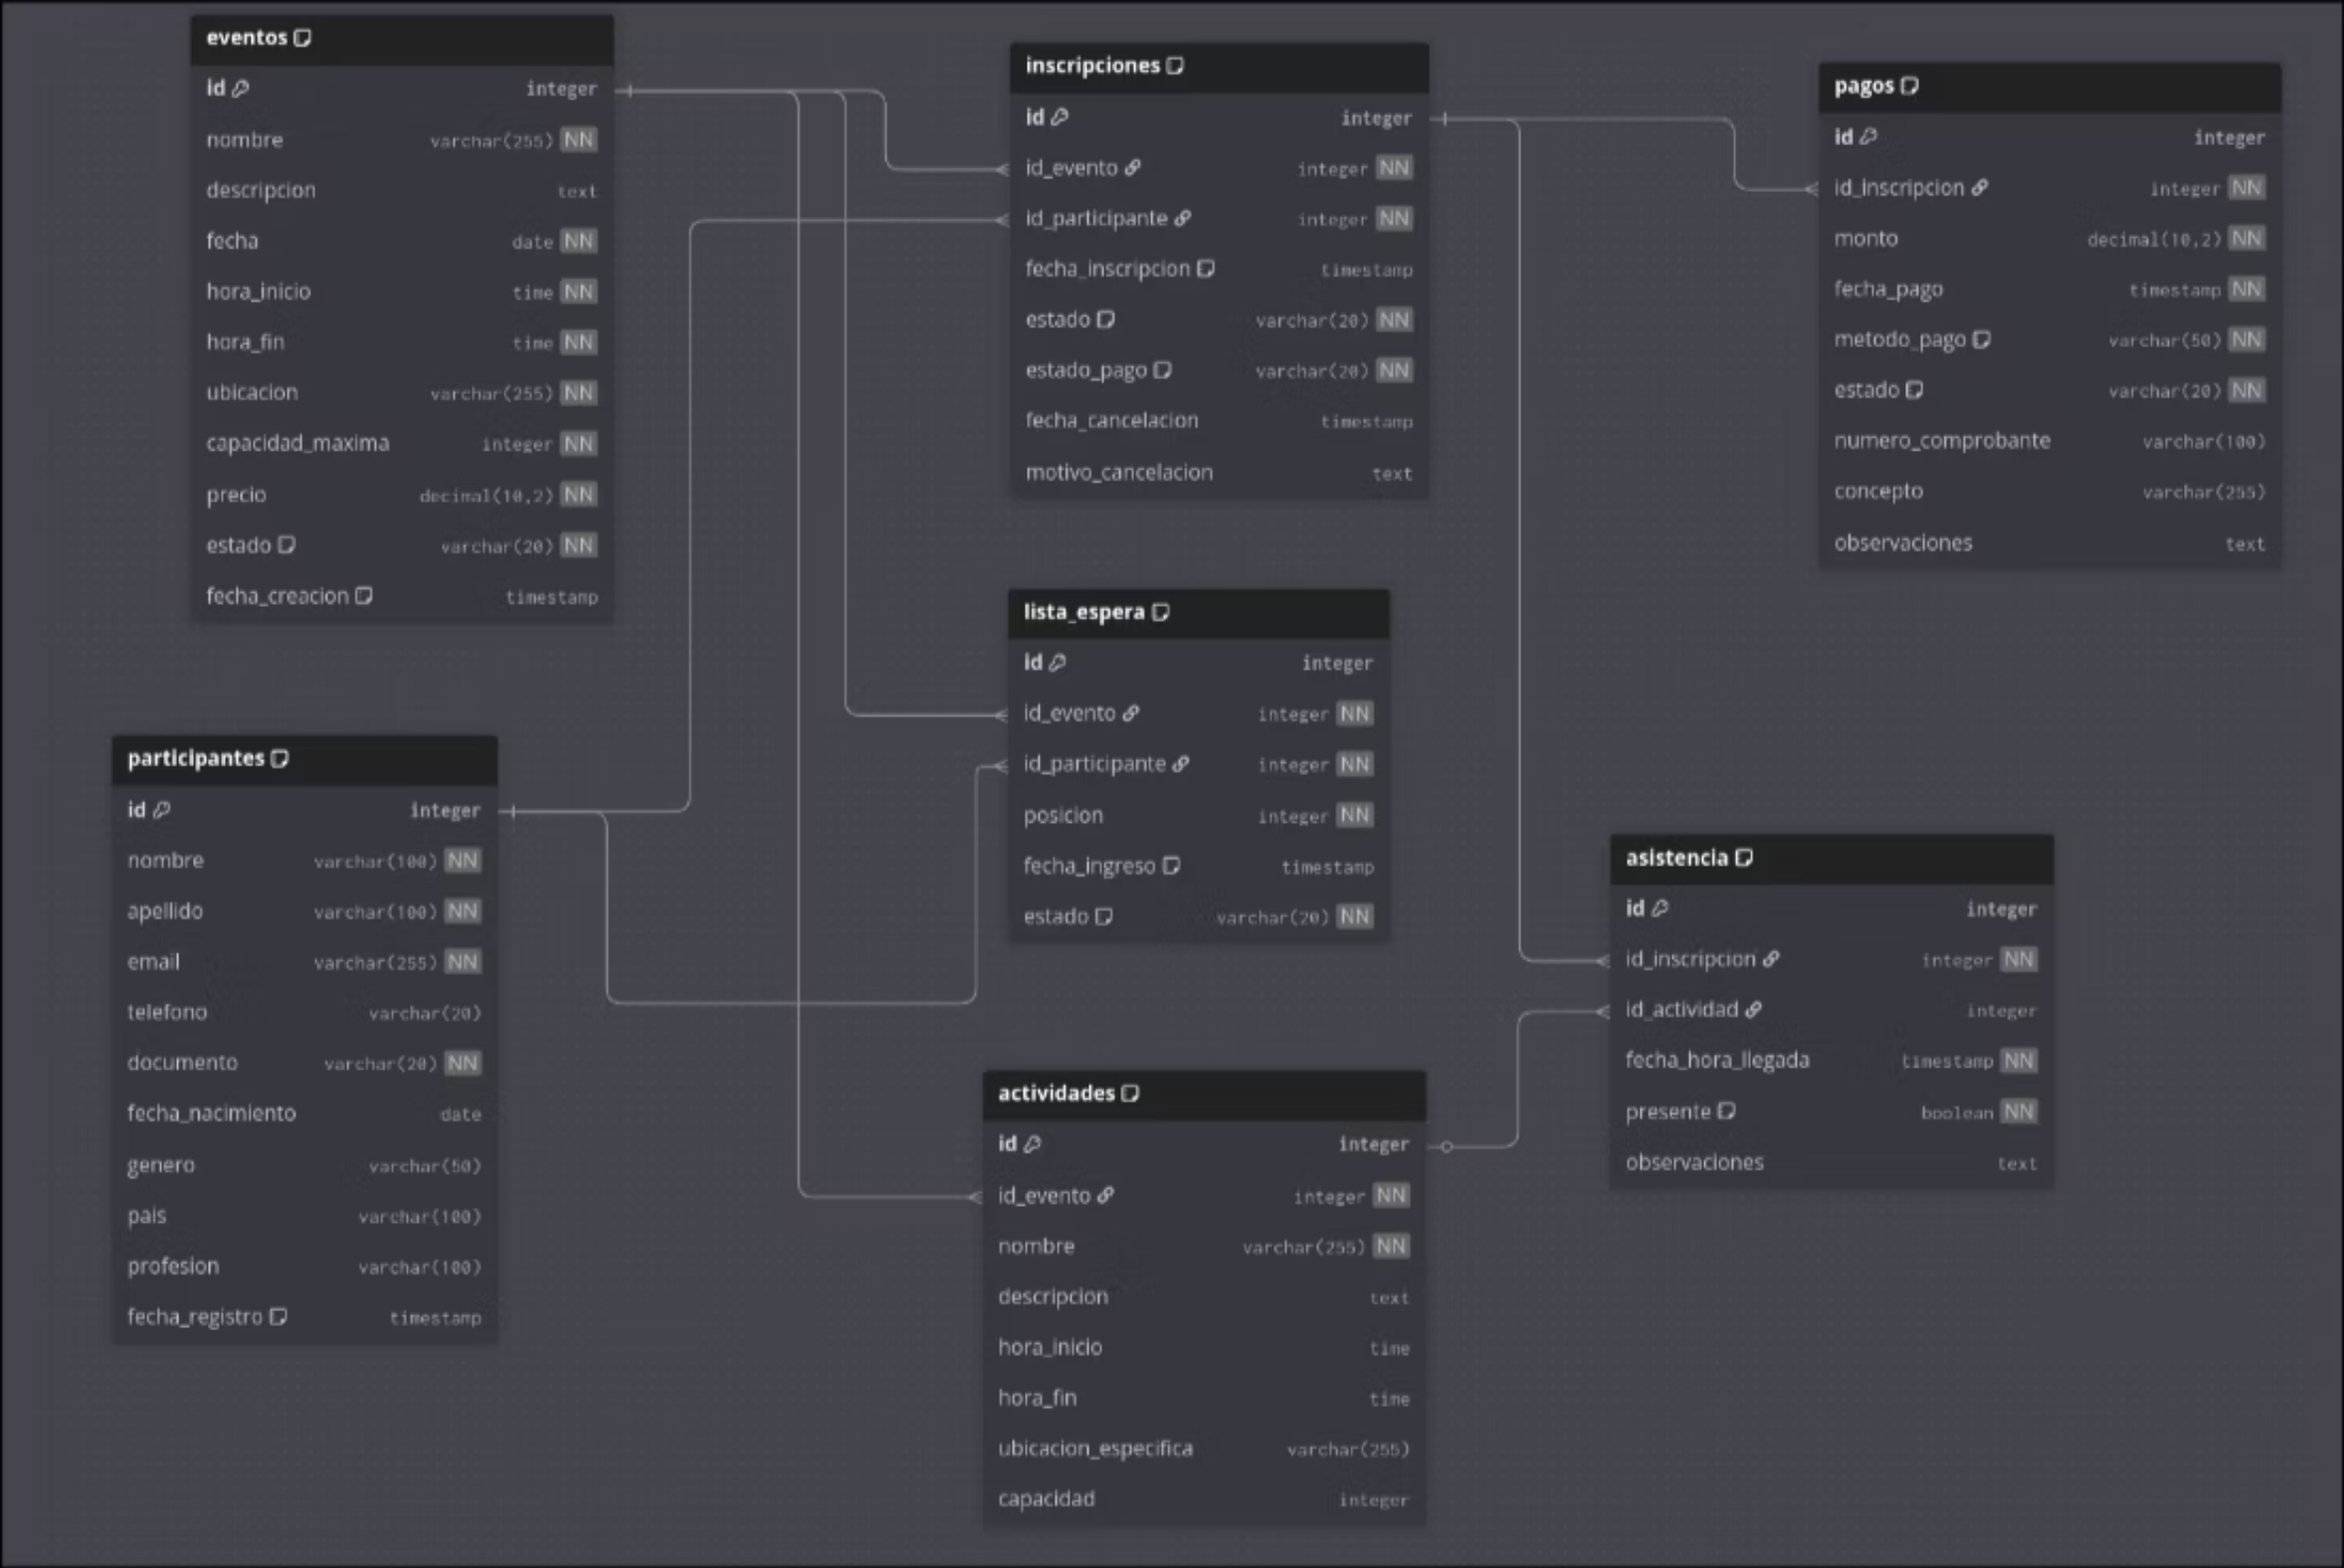 eventos
id integer
nombre varchar(255) NN
descripcion text
fecha date NN
hora_inicio time NN
hora_fin time NN
ubicacion varchar(255) NN
capacidad_maxima integer NN
precio decimal(10,2) NN
estado varchar(20) NN
fecha_creacion timestamp
participantes
id integer
nombre varchar(100) NN
apellido varchar(100) NN
email varchar(255) NN
telefono varchar(20)
documento varchar(20) NN
fecha_nacimiento date
genero varchar(50)
pais varchar(100)
profesion varchar(100)
fecha_registro timestamp
inscripciones
id integer
id_evento integer NN
id_participante integer NN
fecha_inscripcion timestamp
estado varchar(20) NN
estado_pago varchar(20) NN
fecha_cancelacion timestamp
motivo_cancelacion text
lista_espera
id integer
id_evento integer NN
id_participante integer NN
posicion integer NN
fecha_ingreso timestamp
estado varchar(20) NN
actividades
id integer
id_evento integer NN
nombre varchar(255) NN
descripcion text
hora_inicio time
hora_fin time
ubicacion_especifica varchar(255)
capacidad integer
pagos
id integer
id_inscripcion integer NN
monto decimal(10,2) NN
fecha_pago timestamp NN
metodo_pago varchar(50) NN
estado varchar(20) NN
numero_comprobante varchar(100)
concepto varchar(255)
observaciones text
asistencia
id integer
id_inscripcion integer NN
id_actividad integer
fecha_hora_llegada timestamp NN
presente boolean NN
observaciones text